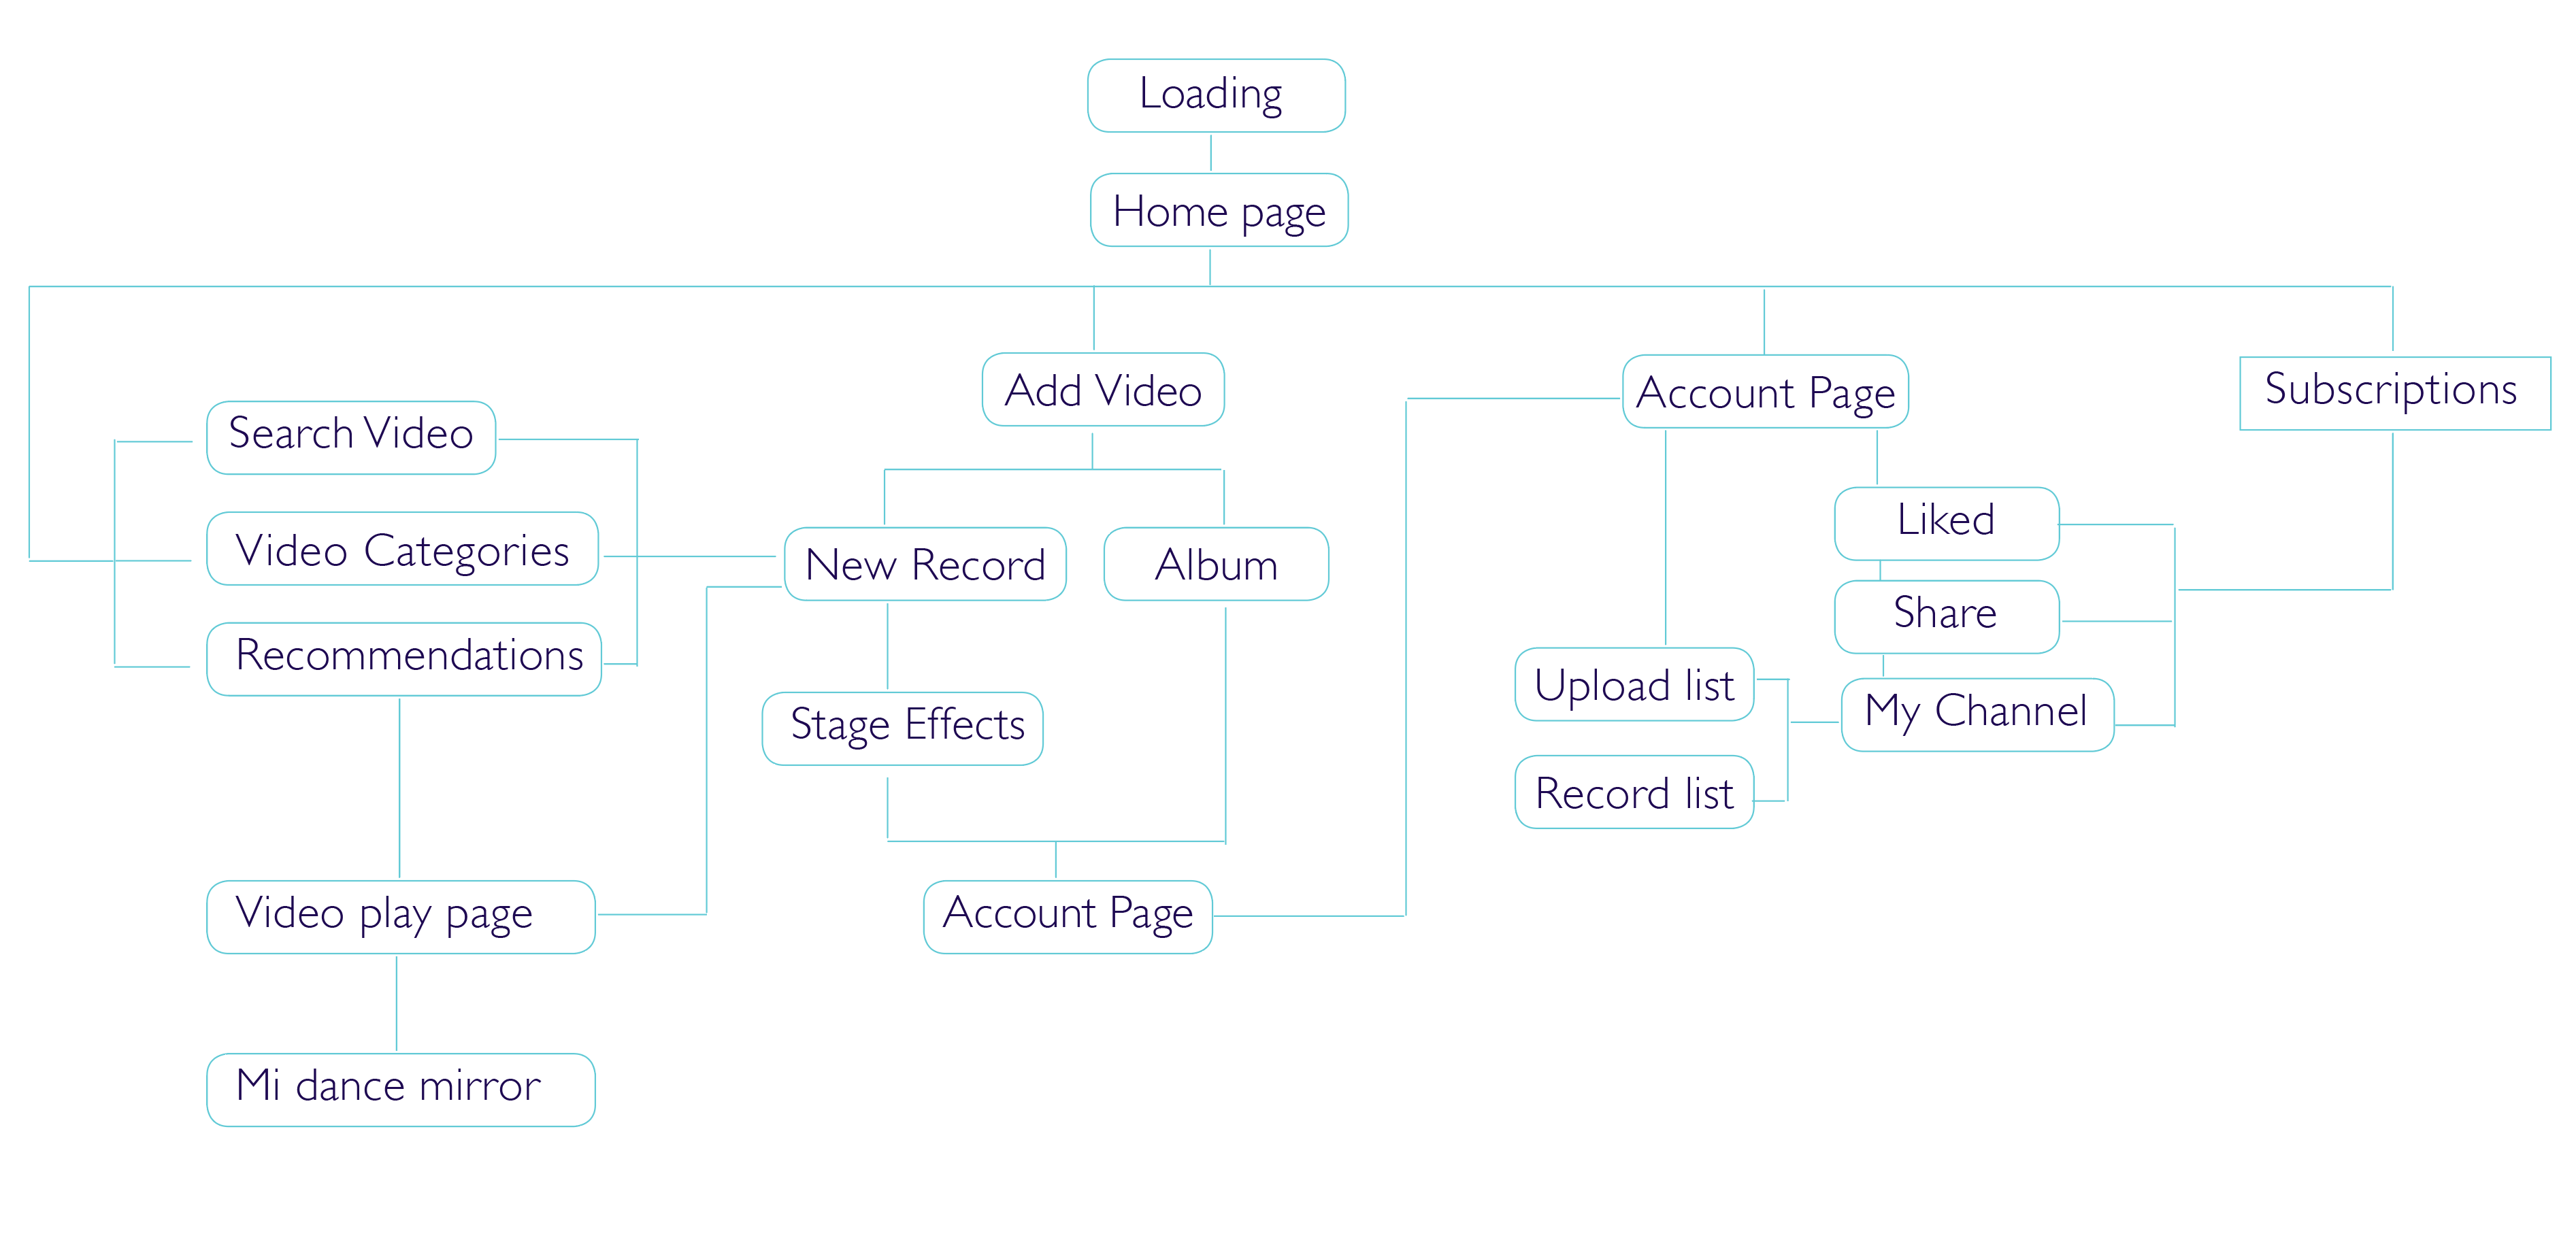 Loading
Home page
Add Video
Account Page
Subscriptions
Search Video
Video Categories
Recommendations
New Record
Album
Liked
Share
My Channel
Upload list
Record list
Stage Effects
Video play page
Account Page
Mi dance mirror